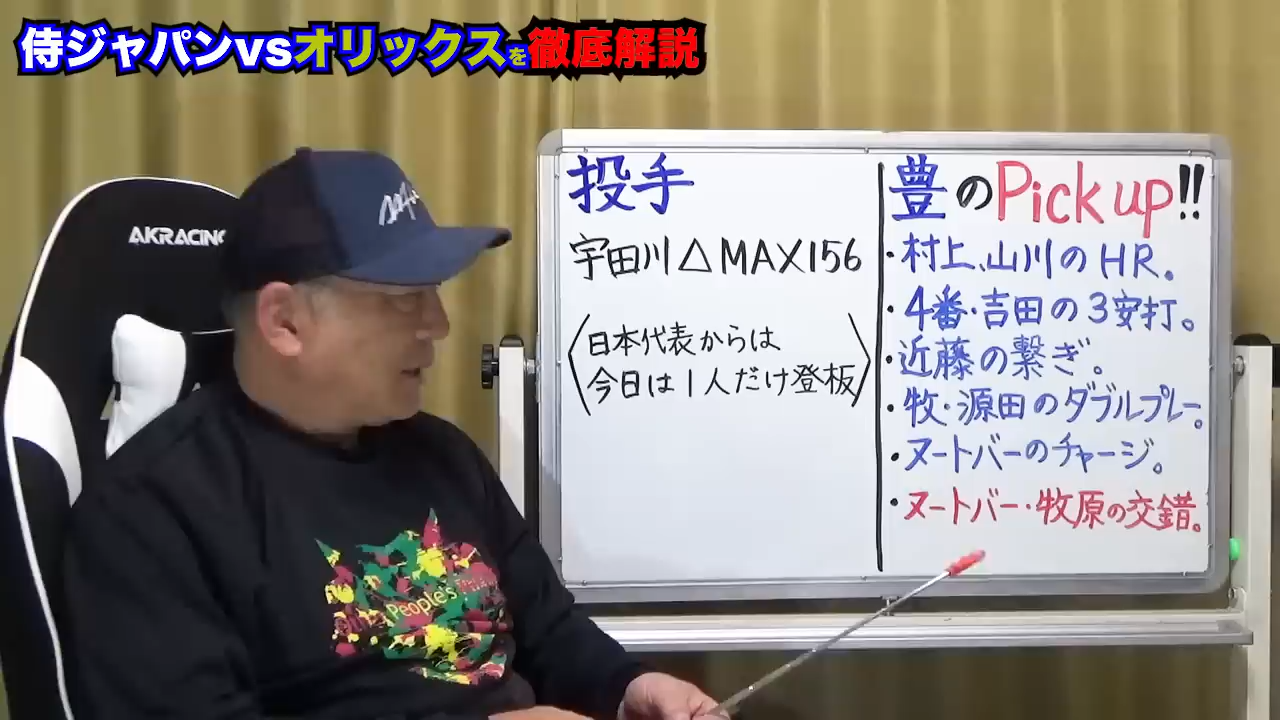 侍ジャパンvsオリックスを徹底解説
AKRACING
投手
宇田川△MAX156
日本代表からは
今日は1人だけ登板
豊のPick up!!
・村上、山川のHR。
・4番・吉田の3安打。
・近藤の繋ぎ。
・牧・源田のダブルプレー。
・ヌートバーのチャージ。
・ヌートバー・牧原の交錯。
People's